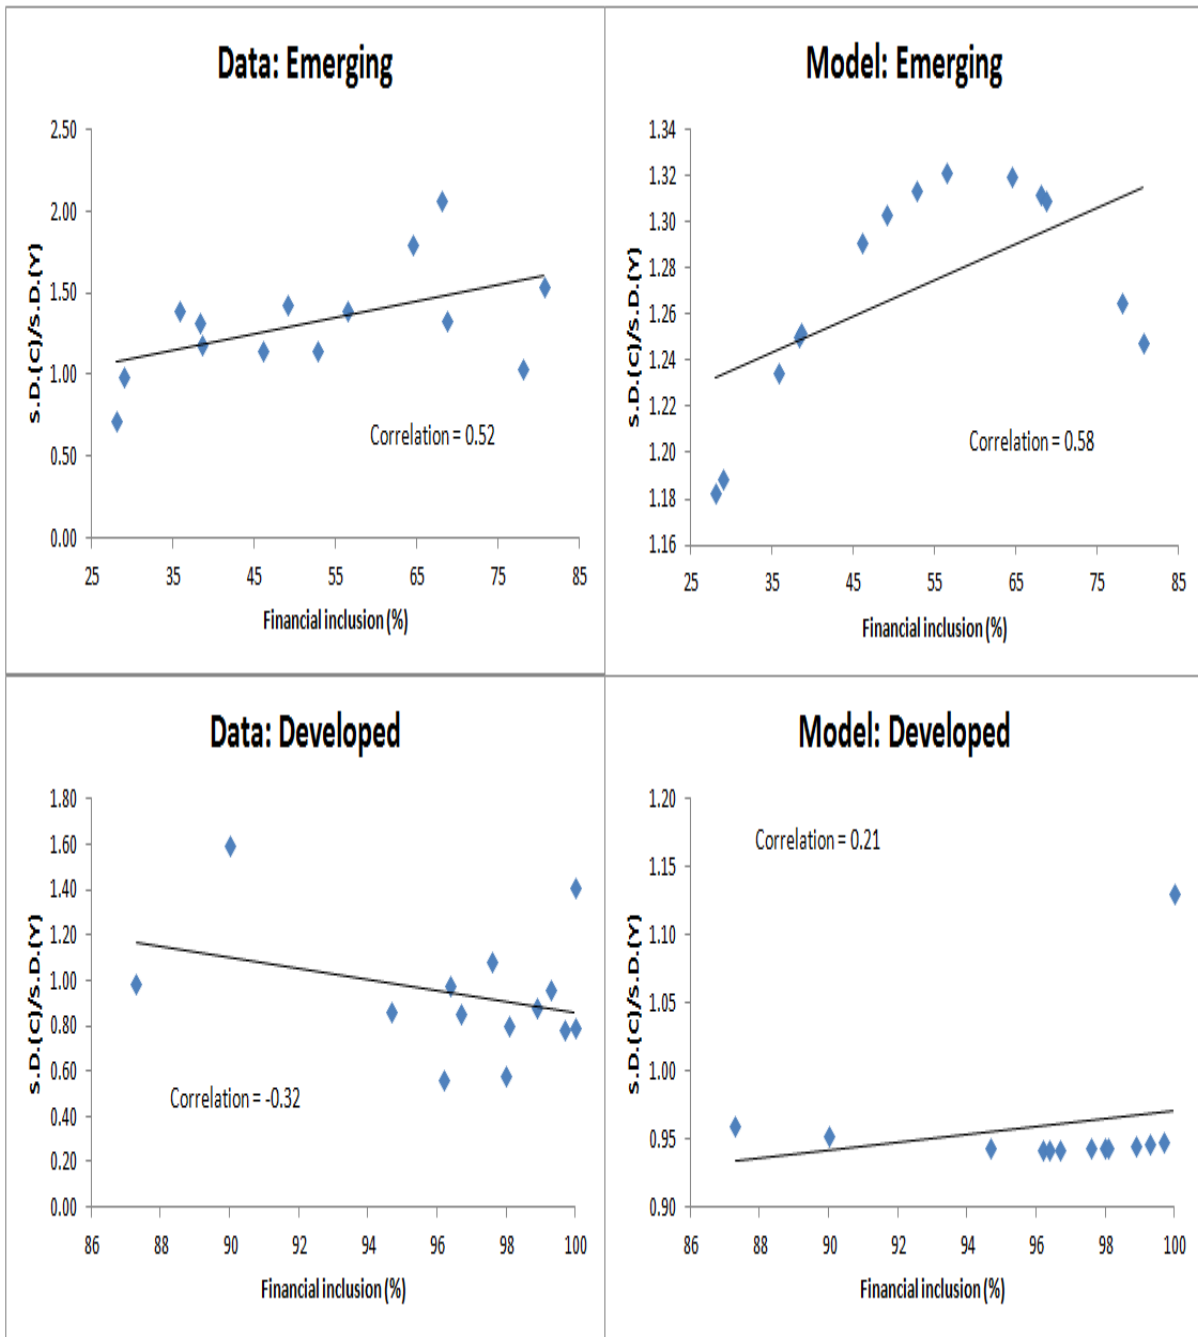 Data: Emerging
2.50
2.00
1.50
1.00
0.50
0.00
S.D.(C)/S.D.(Y)
Correlation = 0.52
25 35 45 55 65 75 85
Financial inclusion (%)
Model: Emerging
1.34
1.32
1.30
1.28
1.26
1.24
1.22
1.20
1.18
1.16
S.D.(C)/S.D.(Y)
Correlation = 0.58
25 35 45 55 65 75 85
Financial inclusion (%)
Data: Developed
1.80
1.60
1.40
1.20
1.00
0.80
0.60
0.40
0.20
0.00
S.D.(C)/S.D.(Y)
Correlation = -0.32
86 88 90 92 94 96 98 100
Financial inclusion (%)
Model: Developed
1.20
1.15
1.10
1.05
1.00
0.95
0.90
S.D.(C)/S.D.(Y)
Correlation = 0.21
86 88 90 92 94 96 98 100
Financial inclusion (%)